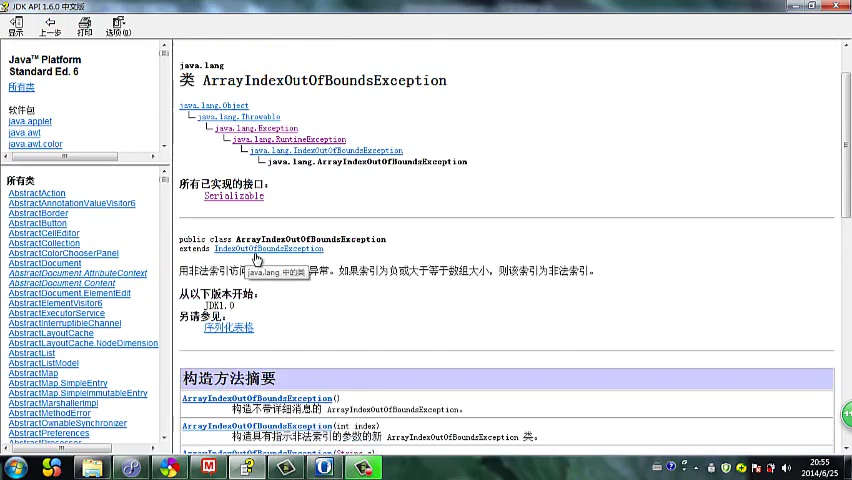 JDK API 1.6.0 中文版
显示
上一步
打印
选项(O)
Java™ Platform
Standard Ed. 6
所有类
软件包
java.applet
java.awt
java.awt.color
所有类
AbstractAction
AbstractAnnotationValueVisitor6
AbstractBorder
AbstractButton
AbstractCellEditor
AbstractCollection
AbstractColorChooserPanel
AbstractDocument
AbstractDocument.AttributeContext
AbstractDocument.Content
AbstractDocument.ElementEdit
AbstractElementVisitor6
AbstractExecutorService
AbstractInterruptibleChannel
AbstractLayoutCache
AbstractLayoutCache.NodeDimensions
AbstractList
AbstractListModel
AbstractMap
AbstractMap.SimpleEntry
AbstractMap.SimpleImmutableEntry
AbstractMarshallerImpl
AbstractMethodError
AbstractOwnableSynchronizer
AbstractPreferences
java.lang
类 ArrayIndexOutOfBoundsException
java.lang.Object
java.lang.Throwable
java.lang.Exception
java.lang.RuntimeException
java.lang.IndexOutOfBoundsException
java.lang.ArrayIndexOutOfBoundsException
所有已实现的接口：
Serializable
public class ArrayIndexOutOfBoundsException
extends IndexOutOfBoundsException
用非法索引访 异常。如果索引为负或大于等于数组大小，则该索引为非法索引。
java.lang 中的类
从以下版本开始：
JDK1.0
另请参见：
序列化表格
构造方法摘要
ArrayIndexOutOfBoundsException()
构造不带详细消息的 ArrayIndexOutOfBoundsException。
ArrayIndexOutOfBoundsException(int index)
构造具有指示非法索引的参数的新 ArrayIndexOutOfBoundsException 类。
20:55
2014/6/25